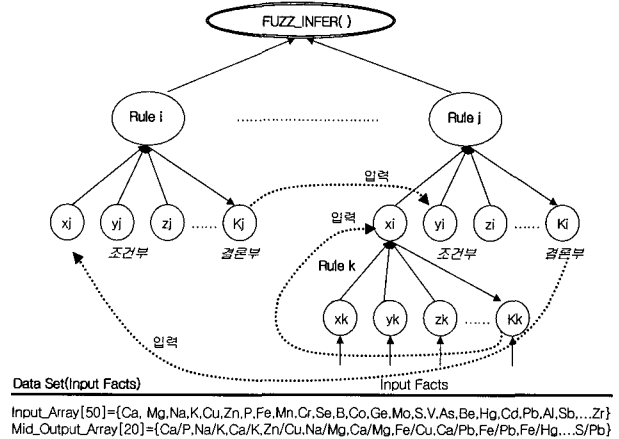 FUZZ_INFER( )
Rule i
Rule j
입력
입력
xj yj zj ...... Kj
xi yi zi ...... Ki
조건부 결론부
조건부 결론부
Rule k
xk yk zk ...... Kk
입력
Data Set(Input Facts)
Input Facts
Input_Array[50]={Ca, Mg,Na,K,Cu,Zn,P,Fe,Mn,Cr,Se,B,Co,Ge,Mo,S,V,As,Be,Hg,Cd,Pb,Al,Sb,...Zr}
Mid_Output_Array[20]={Ca/P,Na/K,Ca/K,Zn/Cu,Na/Mg,Ca/Mg,Fe/Cu,Ca/Pb,Fe/Pb,Fe/Hg,...S/Pb}